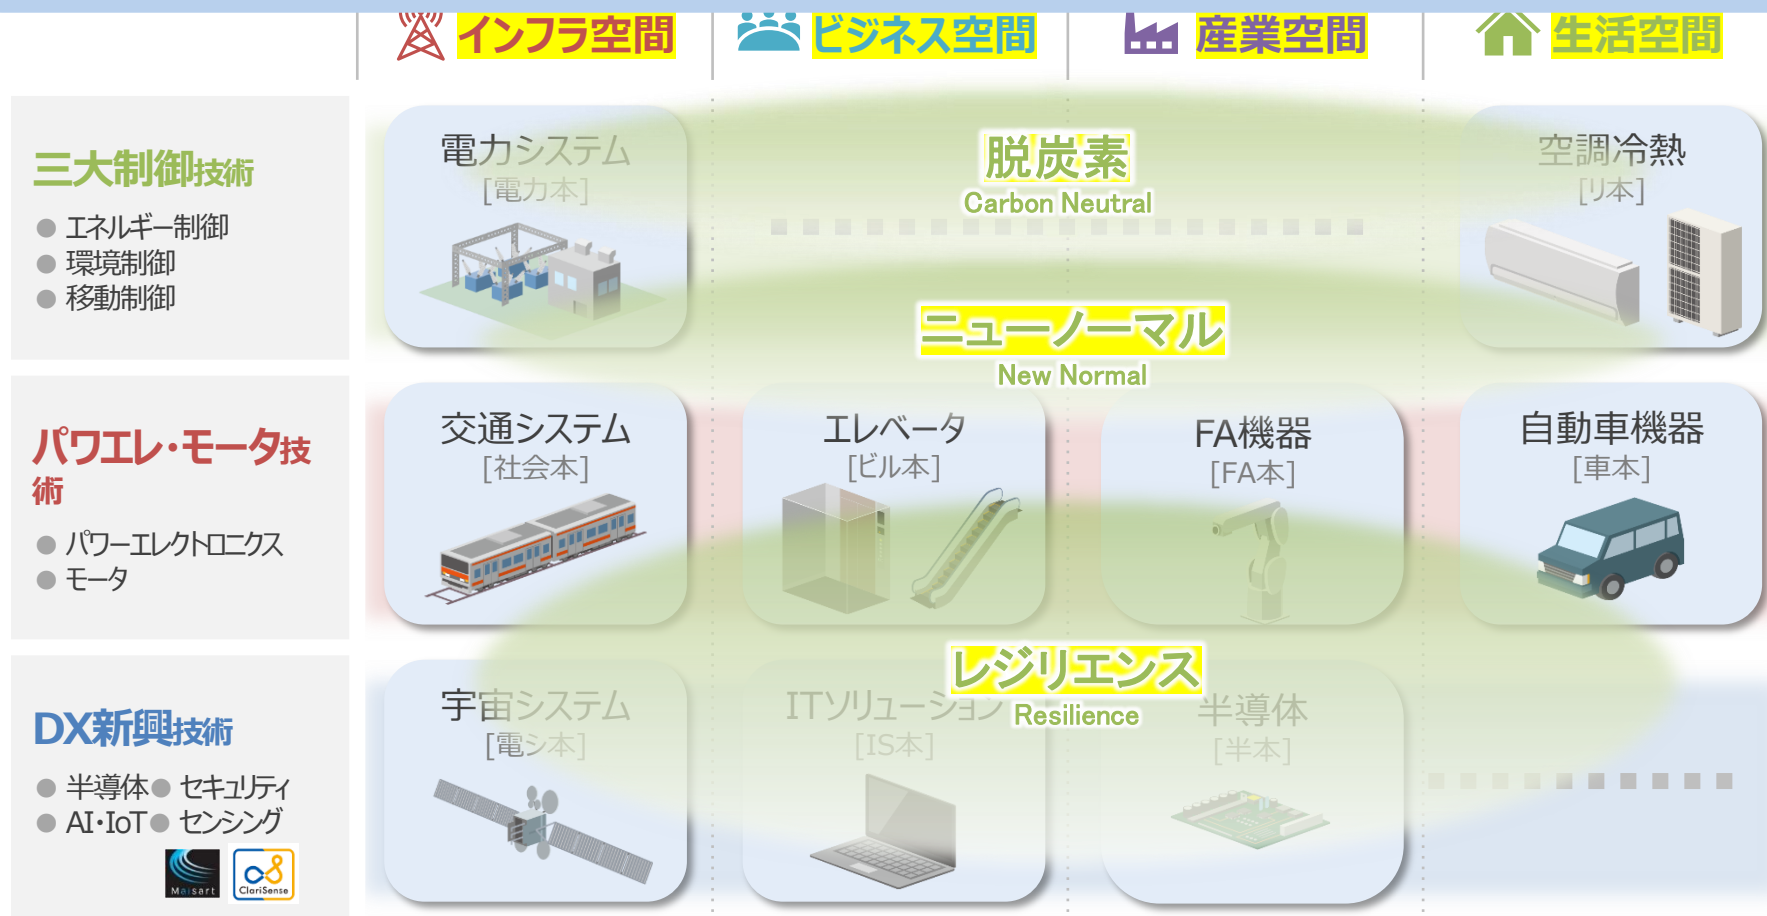 インフラ空間
ビジネス空間
産業空間
生活空間
三大制御技術
● エネルギー制御
● 環境制御
● 移動制御
電力システム
[電力本]
脱炭素
Carbon Neutral
空調冷熱
[リ本]
ニューノーマル
New Normal
パワエレ・モータ技
術
● パワーエレクトロニクス
● モータ
交通システム
[社会本]
エレベータ
[ビル本]
FA機器
[FA本]
自動車機器
[車本]
レジリエンス
Resilience
DX新興技術
● 半導体● セキュリティ
● AI・IoT● センシング
Maisart
ClariSense
宇宙システム
[電シ本]
ITソリューション
[IS本]
半導体
[半本]